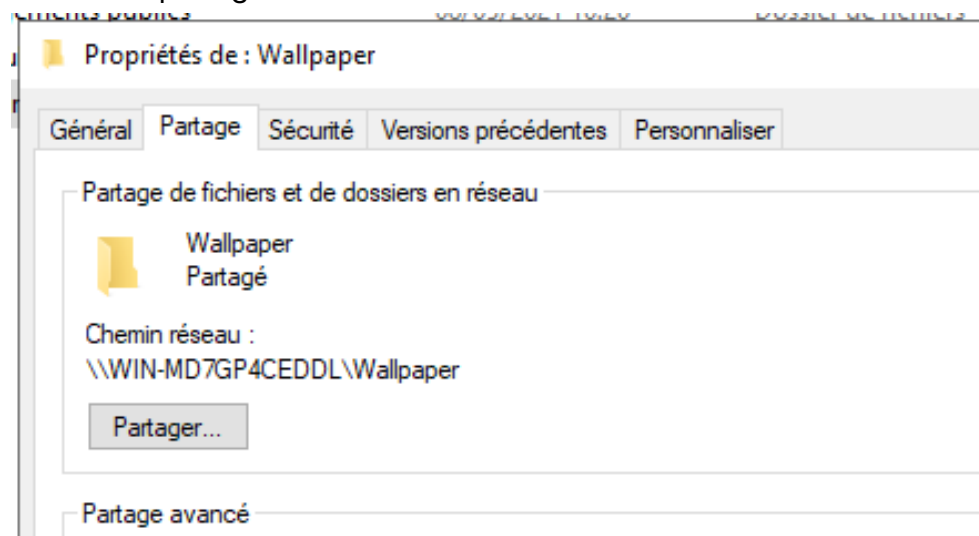 Propriétés de : Wallpaper
Général Partage Sécurité Versions précédentes Personnaliser
Partage de fichiers et de dossiers en réseau
Wallpaper
Partagé
Chemin réseau :
\\WIN-MD7GP4CEDDL\Wallpaper
Partager...
Partage avancé